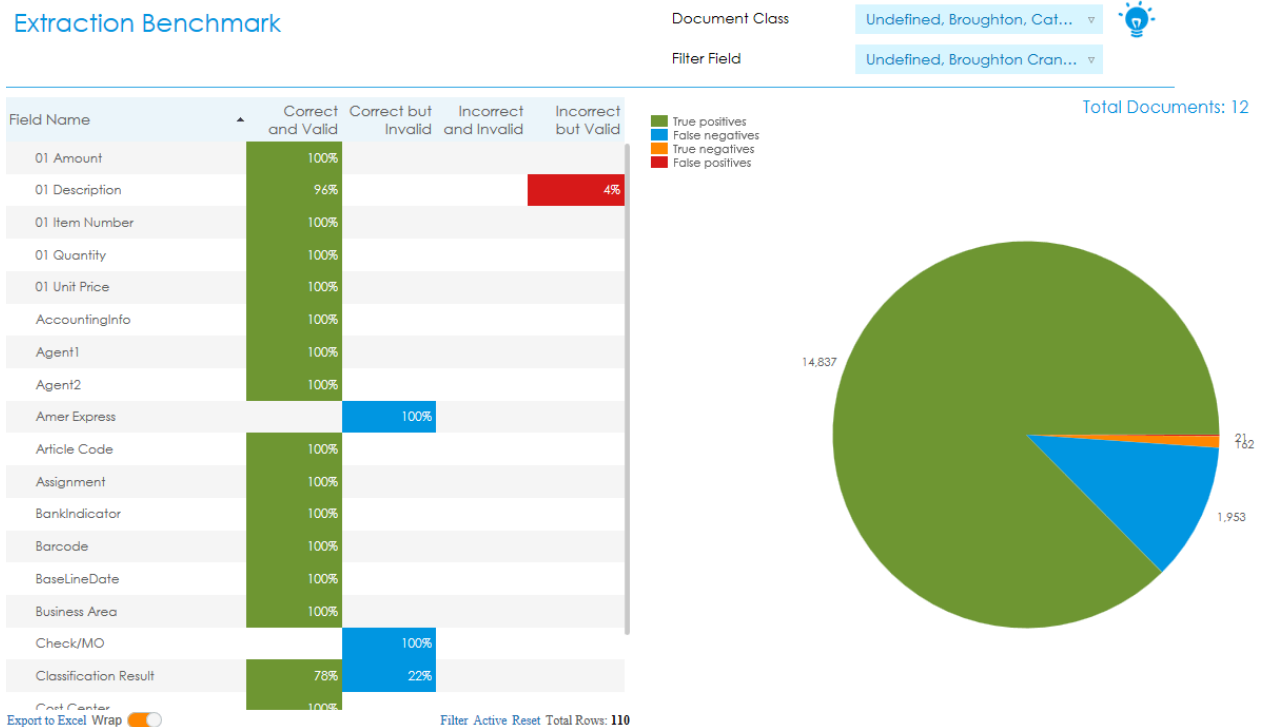 Extraction Benchmark
Document Class
Undefined, Broughton, Cat...
Filter Field
Undefined, Broughton Cran...
Field Name
Correct and Valid
Correct but Invalid
Incorrect and Invalid
Incorrect but Valid
01 Amount 100%
01 Description 96% 4%
01 Item Number 100%
01 Quantity 100%
01 Unit Price 100%
AccountingInfo 100%
Agent1 100%
Agent2 100%
Amer Express 100%
Article Code 100%
Assignment 100%
BankIndicator 100%
Barcode 100%
BaseLineDate 100%
Business Area 100%
Check/MO 100%
Classification Result 78% 22%
Cost Center 100%
Export to Excel Wrap
Filter Active Reset Total Rows: 110
Total Documents: 12
True positives
False negatives
True negatives
False positives
14,837
21
162
1,953